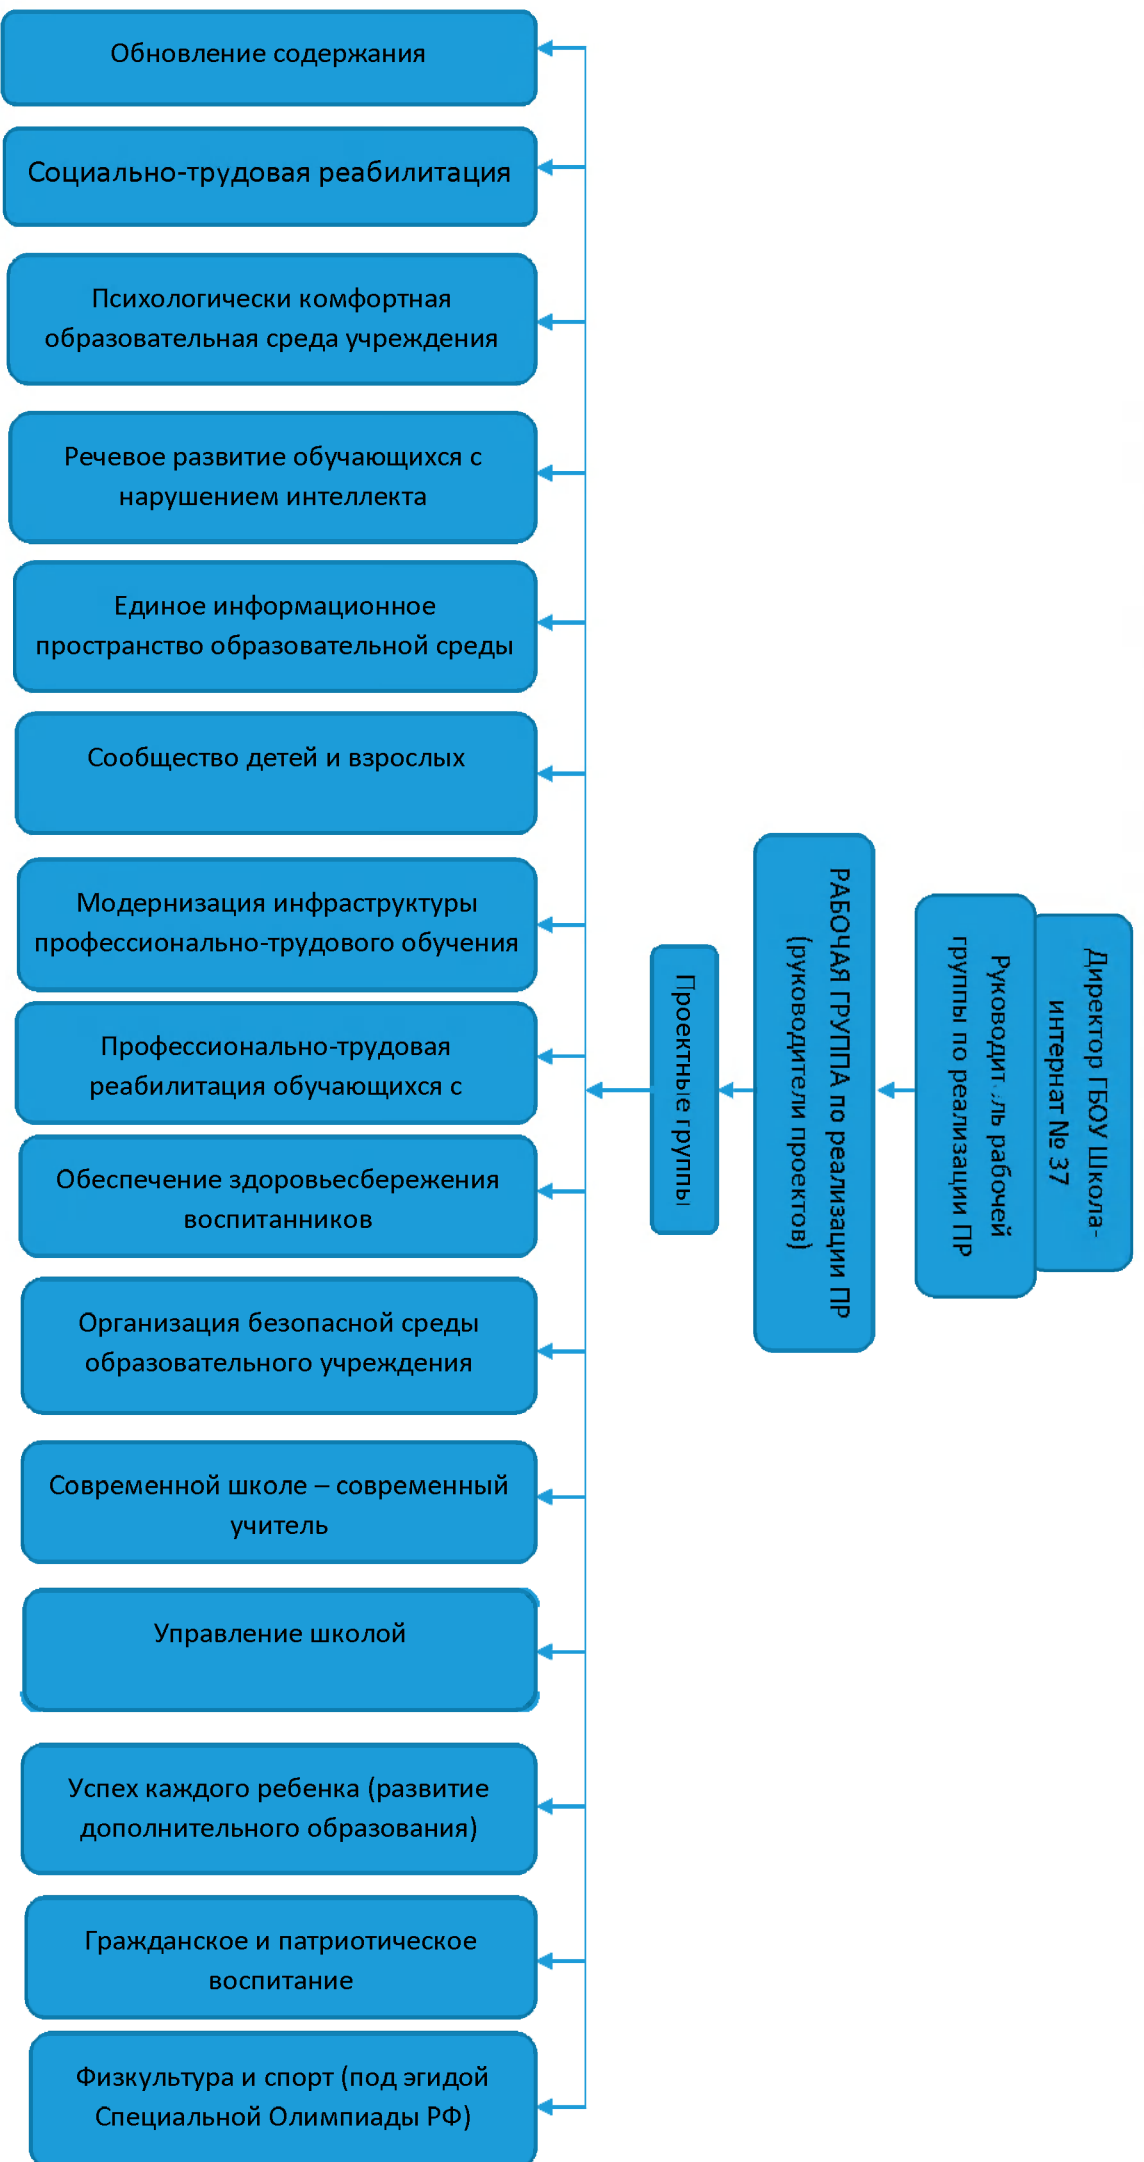 Обновление содержания
Социально-трудовая реабилитация
Психологически комфортная
образовательная среда учреждения
Речевое развитие обучающихся с
нарушением интеллекта
Единое информационное
пространство образовательной среды
Сообщество детей и взрослых
Модернизация инфраструктуры
профессионально-трудового обучения
Профессионально-трудовая
реабилитация обучающихся с
Обеспечение здоровьесбережения
воспитанников
Организация безопасной среды
образовательного учреждения
Современной школе – современный
учитель
Управление школой
Успех каждого ребенка (развитие
дополнительного образования)
Гражданское и патриотическое
воспитание
Физкультура и спорт (под эгидой
Специальной Олимпиады РФ)
Проектные группы
РАБОЧАЯ ГРУППА по реализации ПР
(руководители проектов)
Руководитель рабочей
группы по реализации ПР
Директор ГБОУ Школа-
интернат № 37